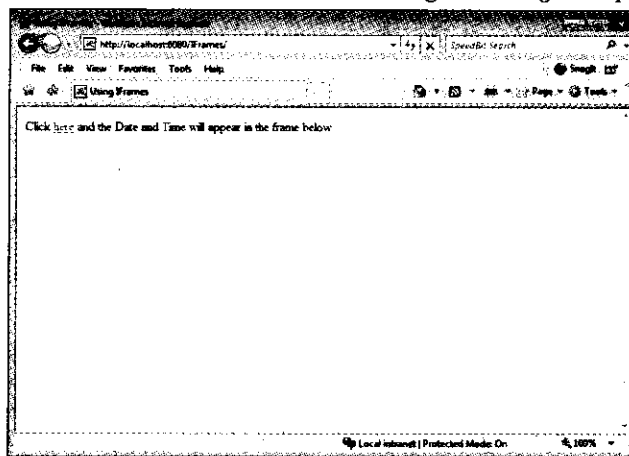 http://localhost:8080/IFrames/
SpeedBit Search
File Edit View Favorites Tools Help
SnagIt
Using IFrames
Page Tools
Click here and the Date and Time will appear in the frame below
Local intranet | Protected Mode: On
100%